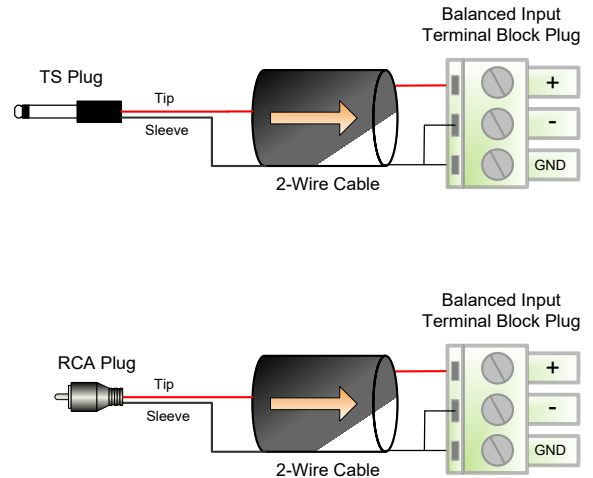 Balanced Input
Terminal Block Plug
TS Plug
Tip
Sleeve
2-Wire Cable
+
-
GND
Balanced Input
Terminal Block Plug
RCA Plug
Tip
Sleeve
2-Wire Cable
+
-
GND